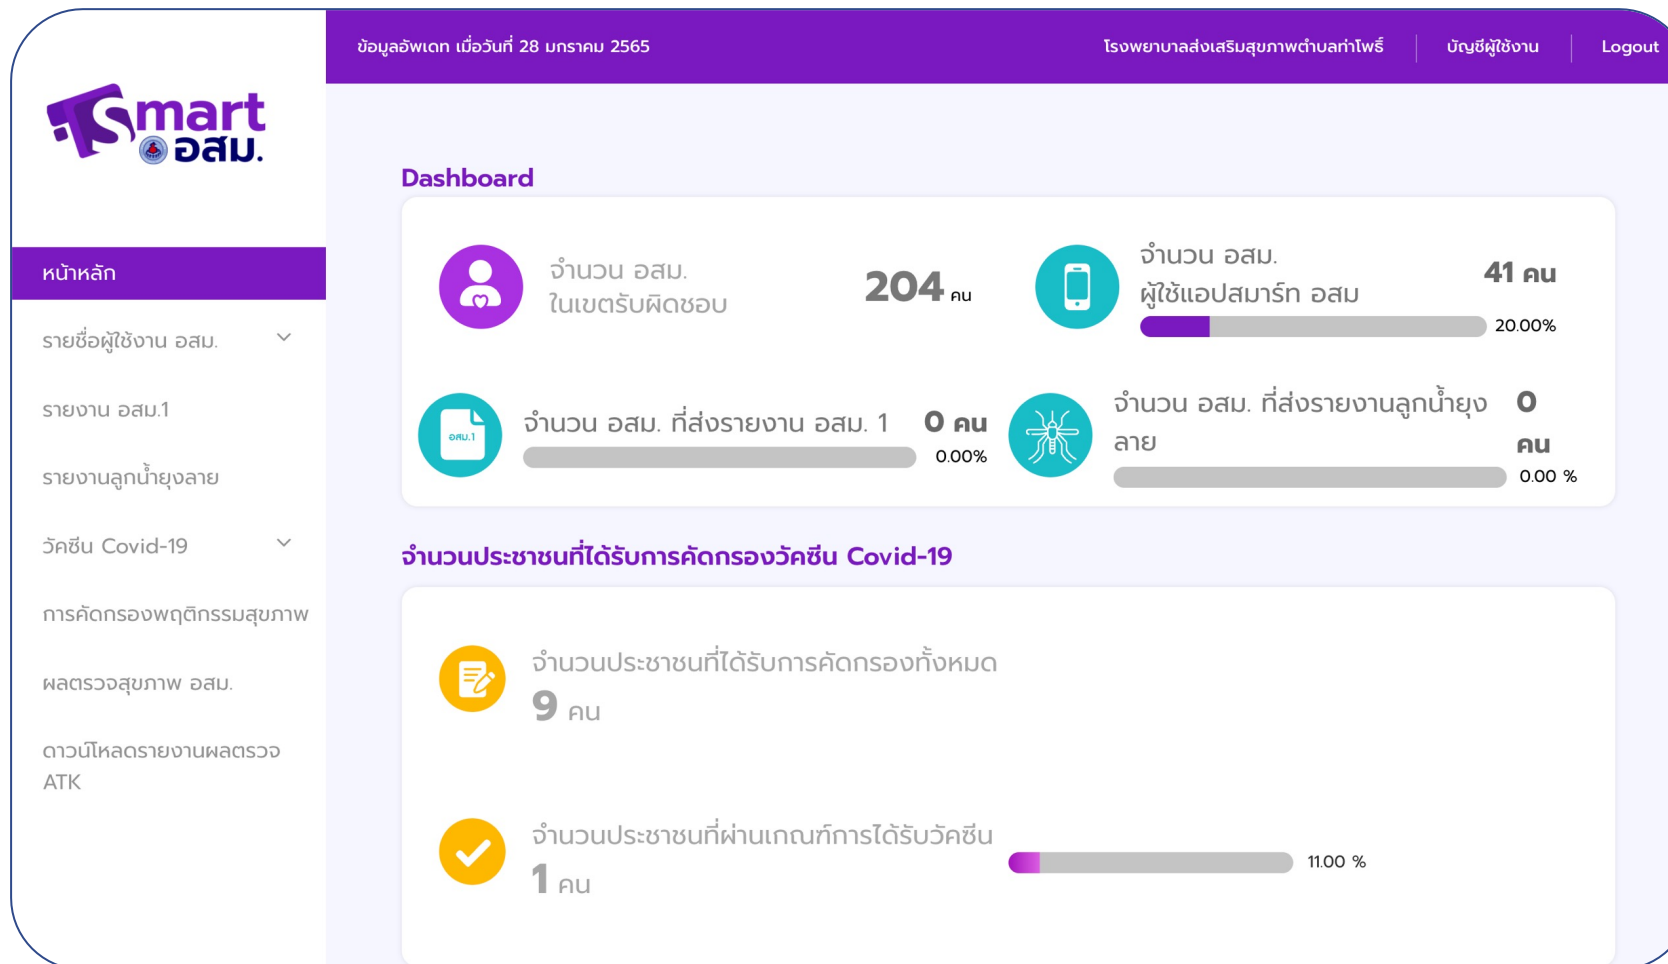 Smart
อสม.
ข้อมูลอัพเดท เมื่อวันที่ 28 มกราคม 2565
โรงพยาบาลส่งเสริมสุขภาพตำบลท่าโพธิ์
บัญชีผู้ใช้งาน
Logout
หน้าหลัก
รายชื่อผู้ใช้งาน อสม.
รายงาน อสม.1
รายงานลูกน้ำยุงลาย
วัคซีน Covid-19
การคัดกรองพฤติกรรมสุขภาพ
ผลตรวจสุขภาพ อสม.
ดาวน์โหลดรายงานผลตรวจ
ATK
Dashboard
จำนวน อสม.
ในเขตรับผิดชอบ
204 คน
จำนวน อสม.
ผู้ใช้แอปสมาร์ท อสม
41 คน
20.00%
อสม.1
จำนวน อสม. ที่ส่งรายงาน อสม. 1
0 คน
0.00%
จำนวน อสม. ที่ส่งรายงานลูกน้ำยุง
ลาย
0
คน
0.00 %
จำนวนประชาชนที่ได้รับการคัดกรองวัคซีน Covid-19
จำนวนประชาชนที่ได้รับการคัดกรองทั้งหมด
9 คน
จำนวนประชาชนที่ผ่านเกณฑ์การได้รับวัคซีน
1 คน
11.00 %